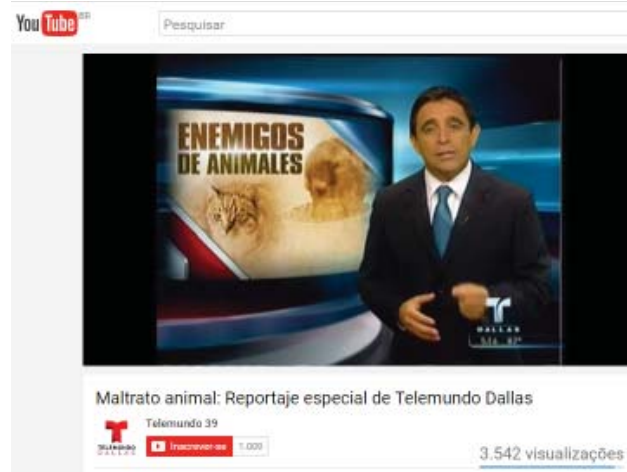 YouTube BR
Pesquisar
ENEMIGOS
DE ANIMALES
T
DALLAS
Maltrato animal: Reportaje especial de Telemundo Dallas
Telemundo 39
TELEMUNDO
DALLAS
Inscrever-se 1.009
3.542 visualizações